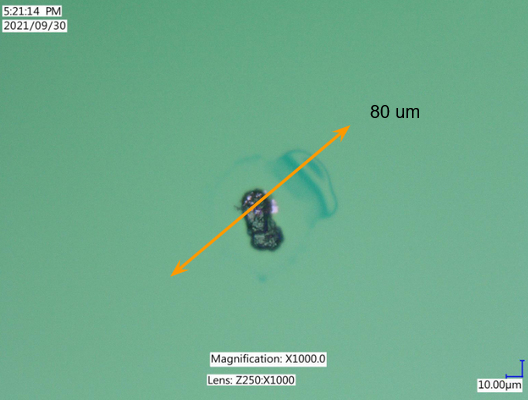 5:21:14 PM
2021/09/30
80 um
Magnification: X1000.0
Lens: Z250:X1000
10.00μm